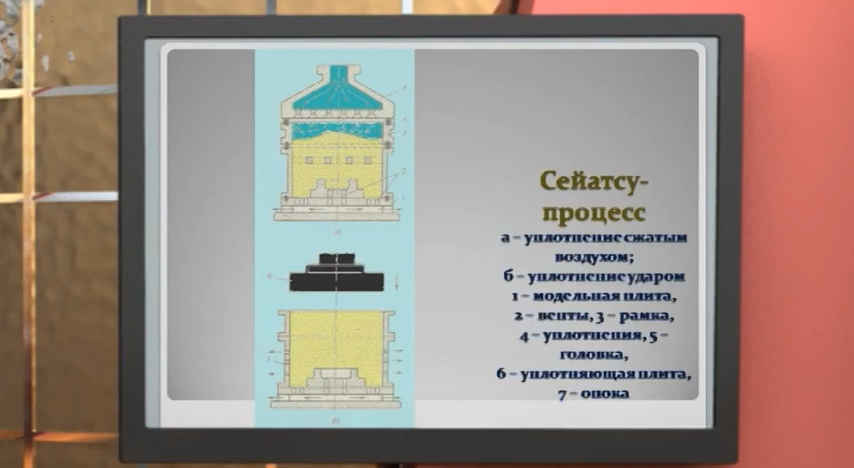 Сейатсу-
процесс
а – уплотнение сжатым
воздухом;
б – уплотнение ударом
1 – модельная плита,
2 – венты, 3 – рамка,
4 – уплотнения, 5 –
головка,
6 – уплотняющая плита,
7 – опока